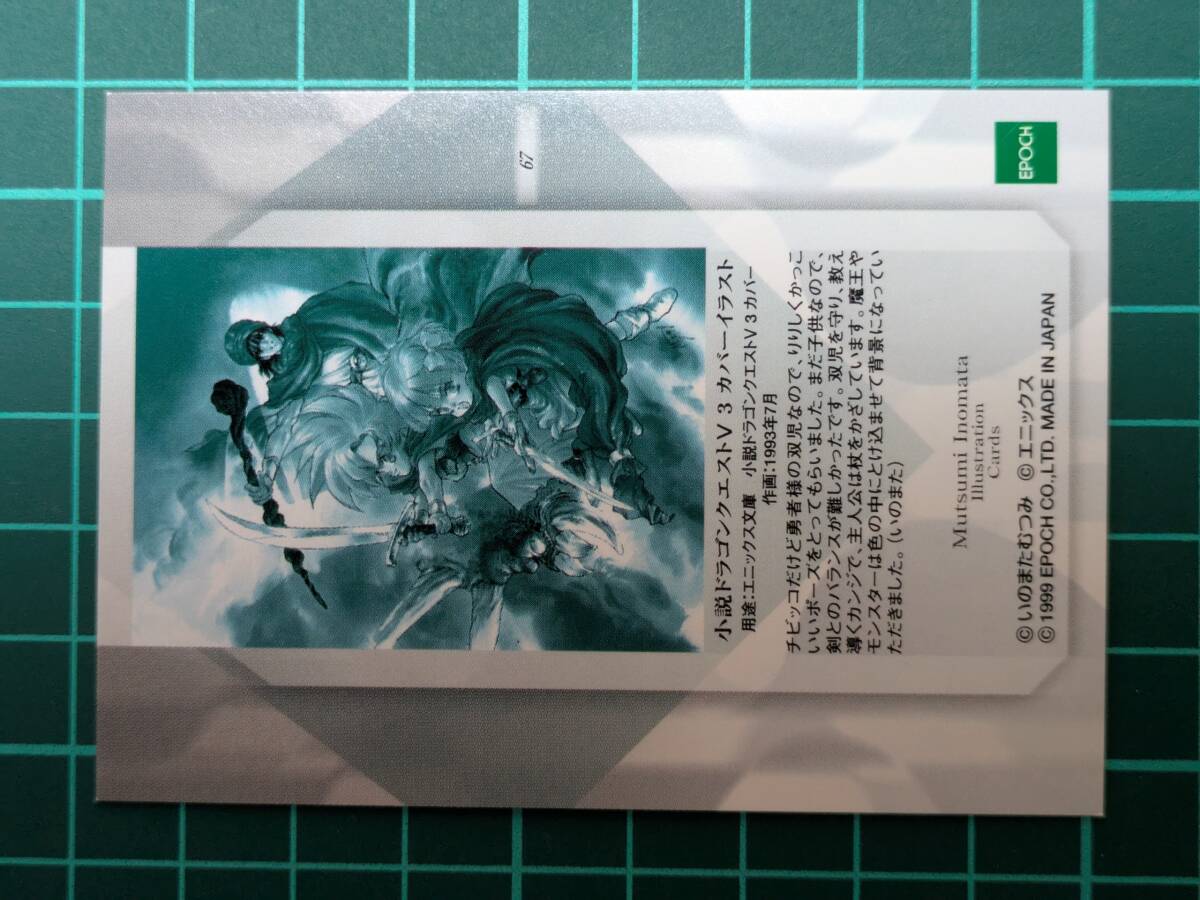 67
小説ドラゴンクエストⅤ 3 カバーイラスト
用途:エニックス文庫 小説ドラゴンクエストⅤ3カバー
作画:1993年7月
チビッコだけど勇者様の双児なので、りりしくかっこ
いいポーズをとってもらいました。まだ子供なので、
剣とのバランスが難しかったです。双児を守り、教え
導くカンジで、主人公は杖をかざしています。魔王や
モンスターは色の中にとけ込ませて背景になってい
ただきました。(いのまた)
Mutsumi Inomata
Illustration
Cards
©いのまたむつみ ©エニックス
©1999 EPOCH CO.,LTD. MADE IN JAPAN
EPOCH